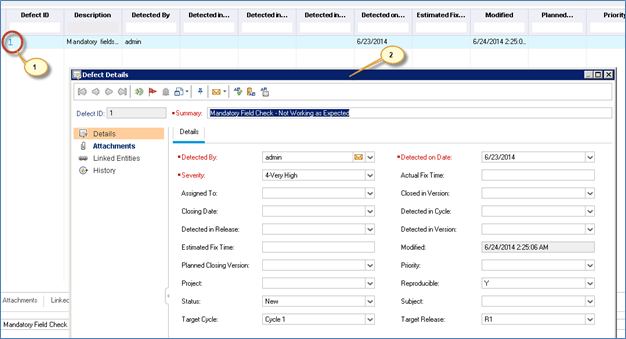 Defect ID Description Detected By Detected in... Detected in... Detected in... Detected on... Estimated Fix... Modified Planned... Priority
1 Mandatory fields... admin 6/23/2014 6/24/2014 2:25:0...
1
2
Defect Details
Defect ID: 1 *Summary: Mandatory Field Check - Not Working as Expected
Details
Attachments
Linked Entities
History
Details
*Detected By: admin *Detected on Date: 6/23/2014
*Severity: 4-Very High Actual Fix Time:
Assigned To: Closed in Version:
Closing Date: Detected in Cycle:
Detected in Release: Detected in Version:
Estimated Fix Time: Modified: 6/24/2014 2:25:06 AM
Planned Closing Version: Priority:
Project: Reproducible: Y
Status: New Subject:
Target Cycle: Cycle 1 Target Release: R1
Attachments Linked
Mandatory Field Check